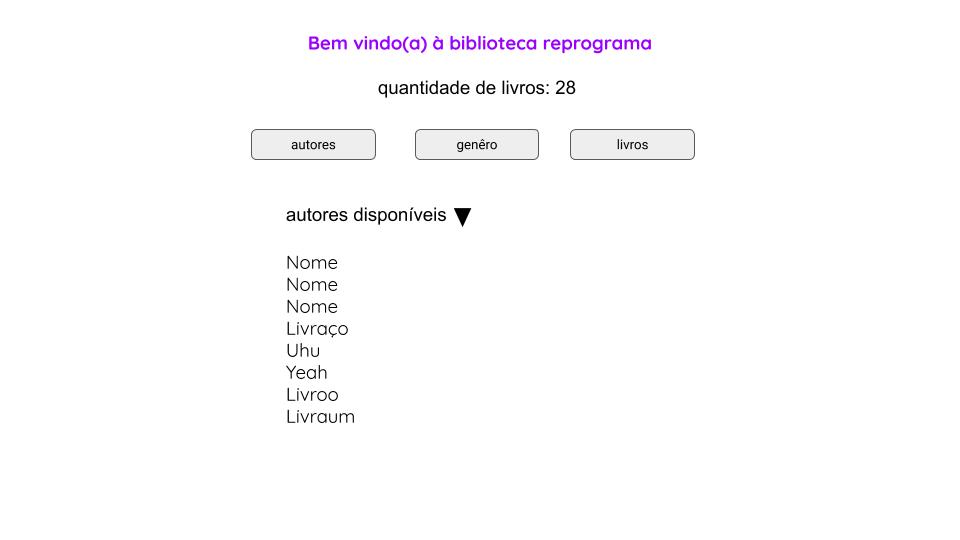 Bem vindo(a) à biblioteca reprograma
quantidade de livros: 28
autores
genêro
livros
autores disponíveis
Nome
Nome
Nome
Livraço
Uhu
Yeah
Livroo
Livraum